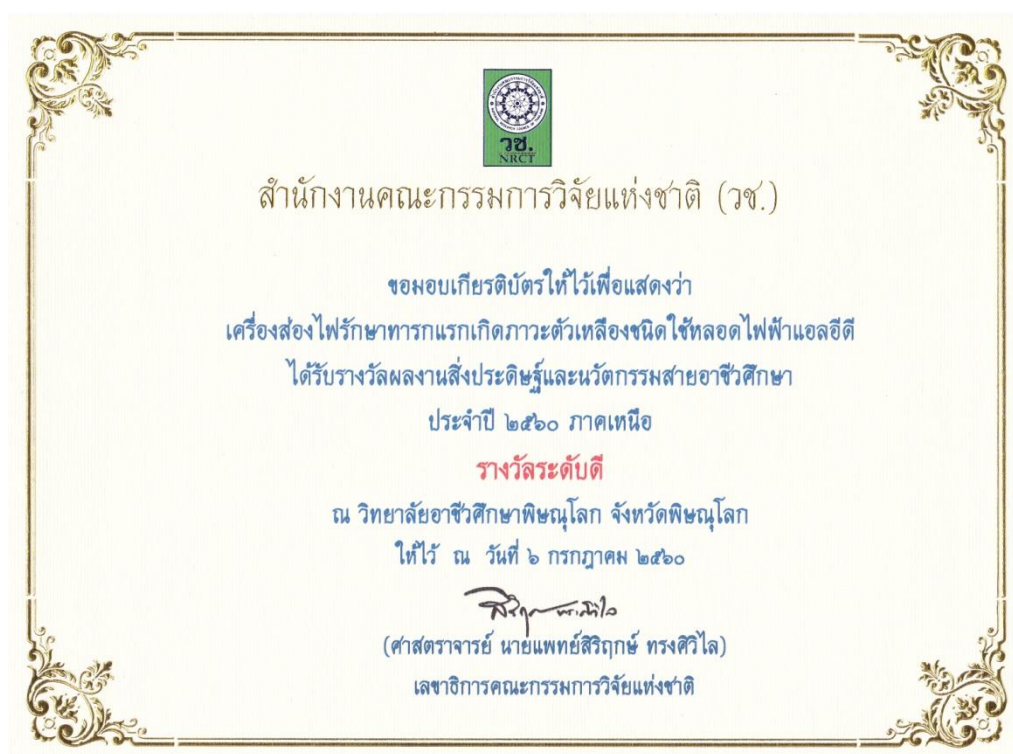 วช.
NRCT
สำนักงานคณะกรรมการวิจัยแห่งชาติ (วช.)
ขอมอบเกียรติบัตรให้ไว้เพื่อแสดงว่า
เครื่องส่องไฟรักษาทารกแรกเกิดภาวะตัวเหลืองชนิดใช้หลอดไฟฟ้าแอลอีดี
ได้รับรางวัลผลงานสิ่งประดิษฐ์และนวัตกรรมสายอาชีวศึกษา
ประจำปี ๒๕๖๐ ภาคเหนือ
รางวัลระดับดี
ณ วิทยาลัยอาชีวศึกษาพิษณุโลก จังหวัดพิษณุโลก
ให้ไว้ ณ วันที่ ๖ กรกฎาคม ๒๕๖๐
(ศาสตราจารย์ นายแพทย์สิริฤกษ์ ทรงศิวิไล)
เลขาธิการคณะกรรมการวิจัยแห่งชาติ